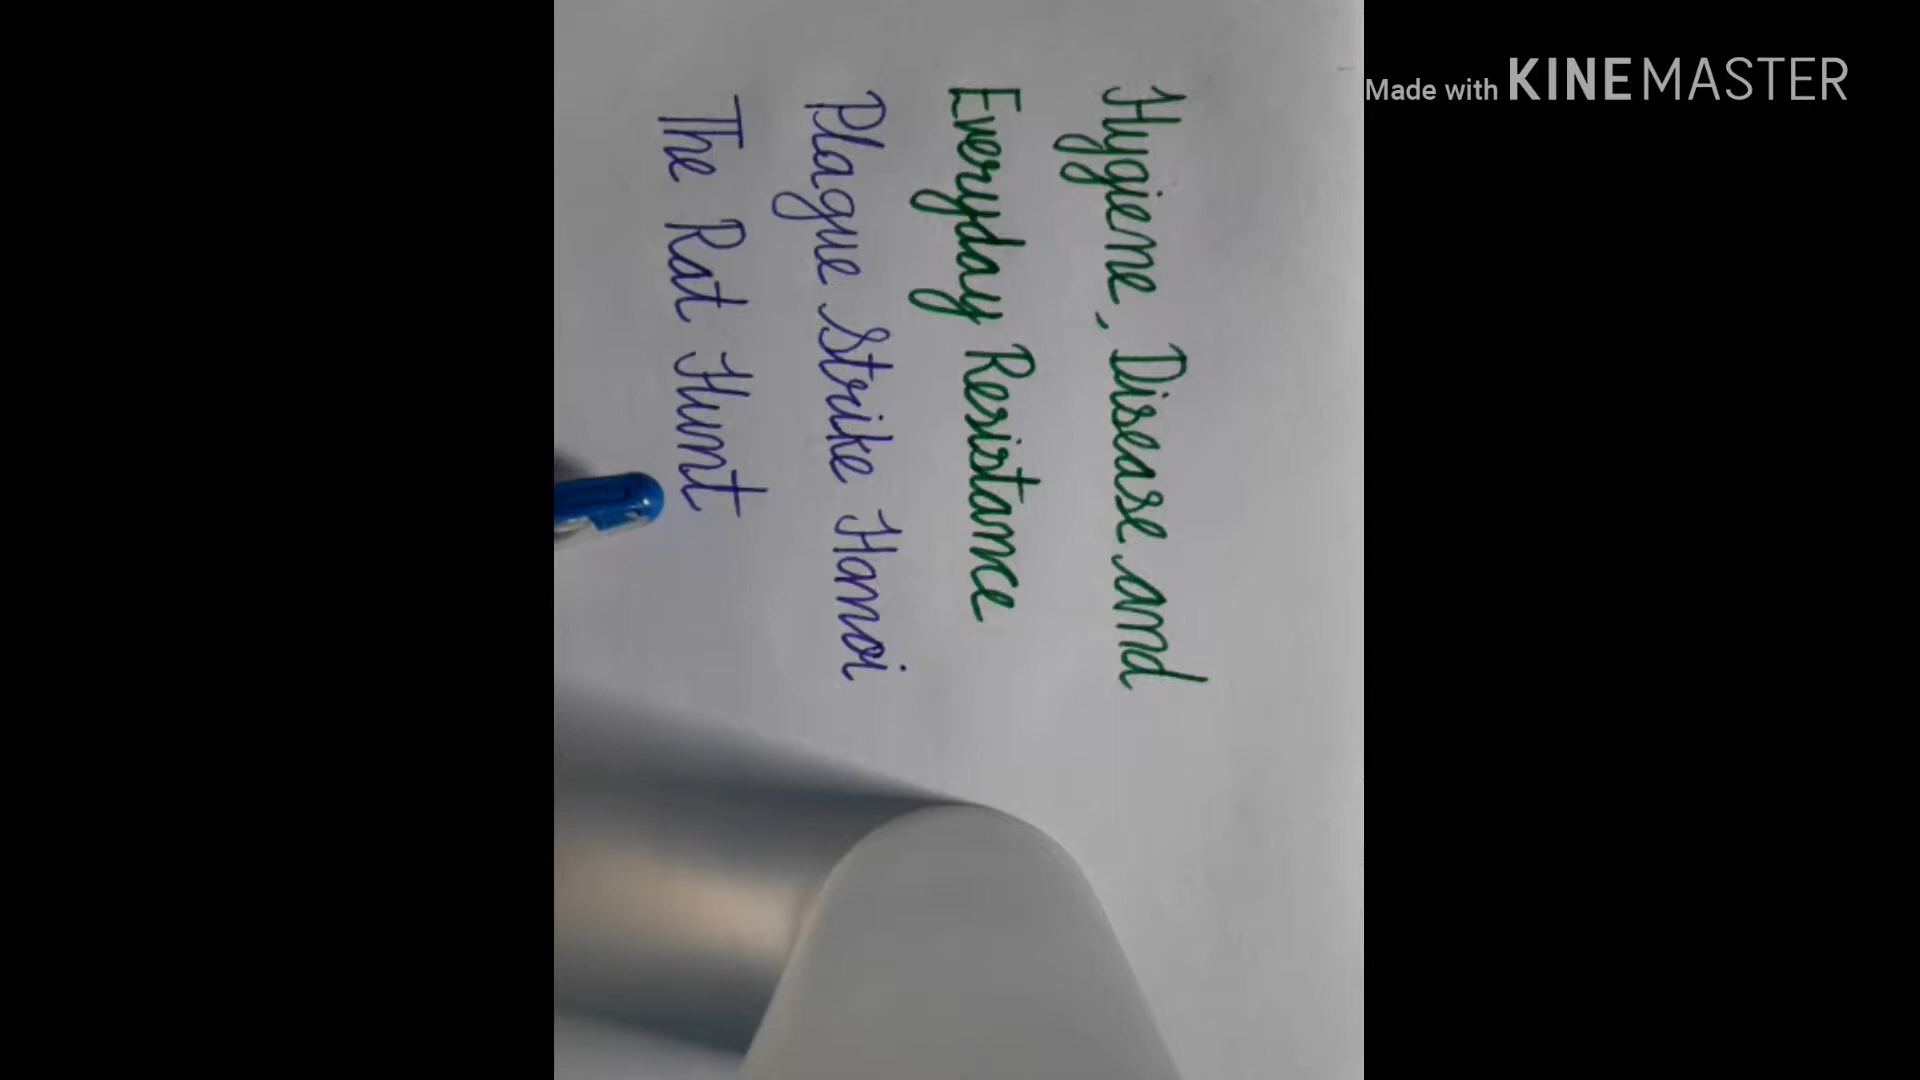 Hygiene, Disease and
Everyday Resistance
Plague Strike Hanoi
The Rat Hunt
Made with KINEMASTER